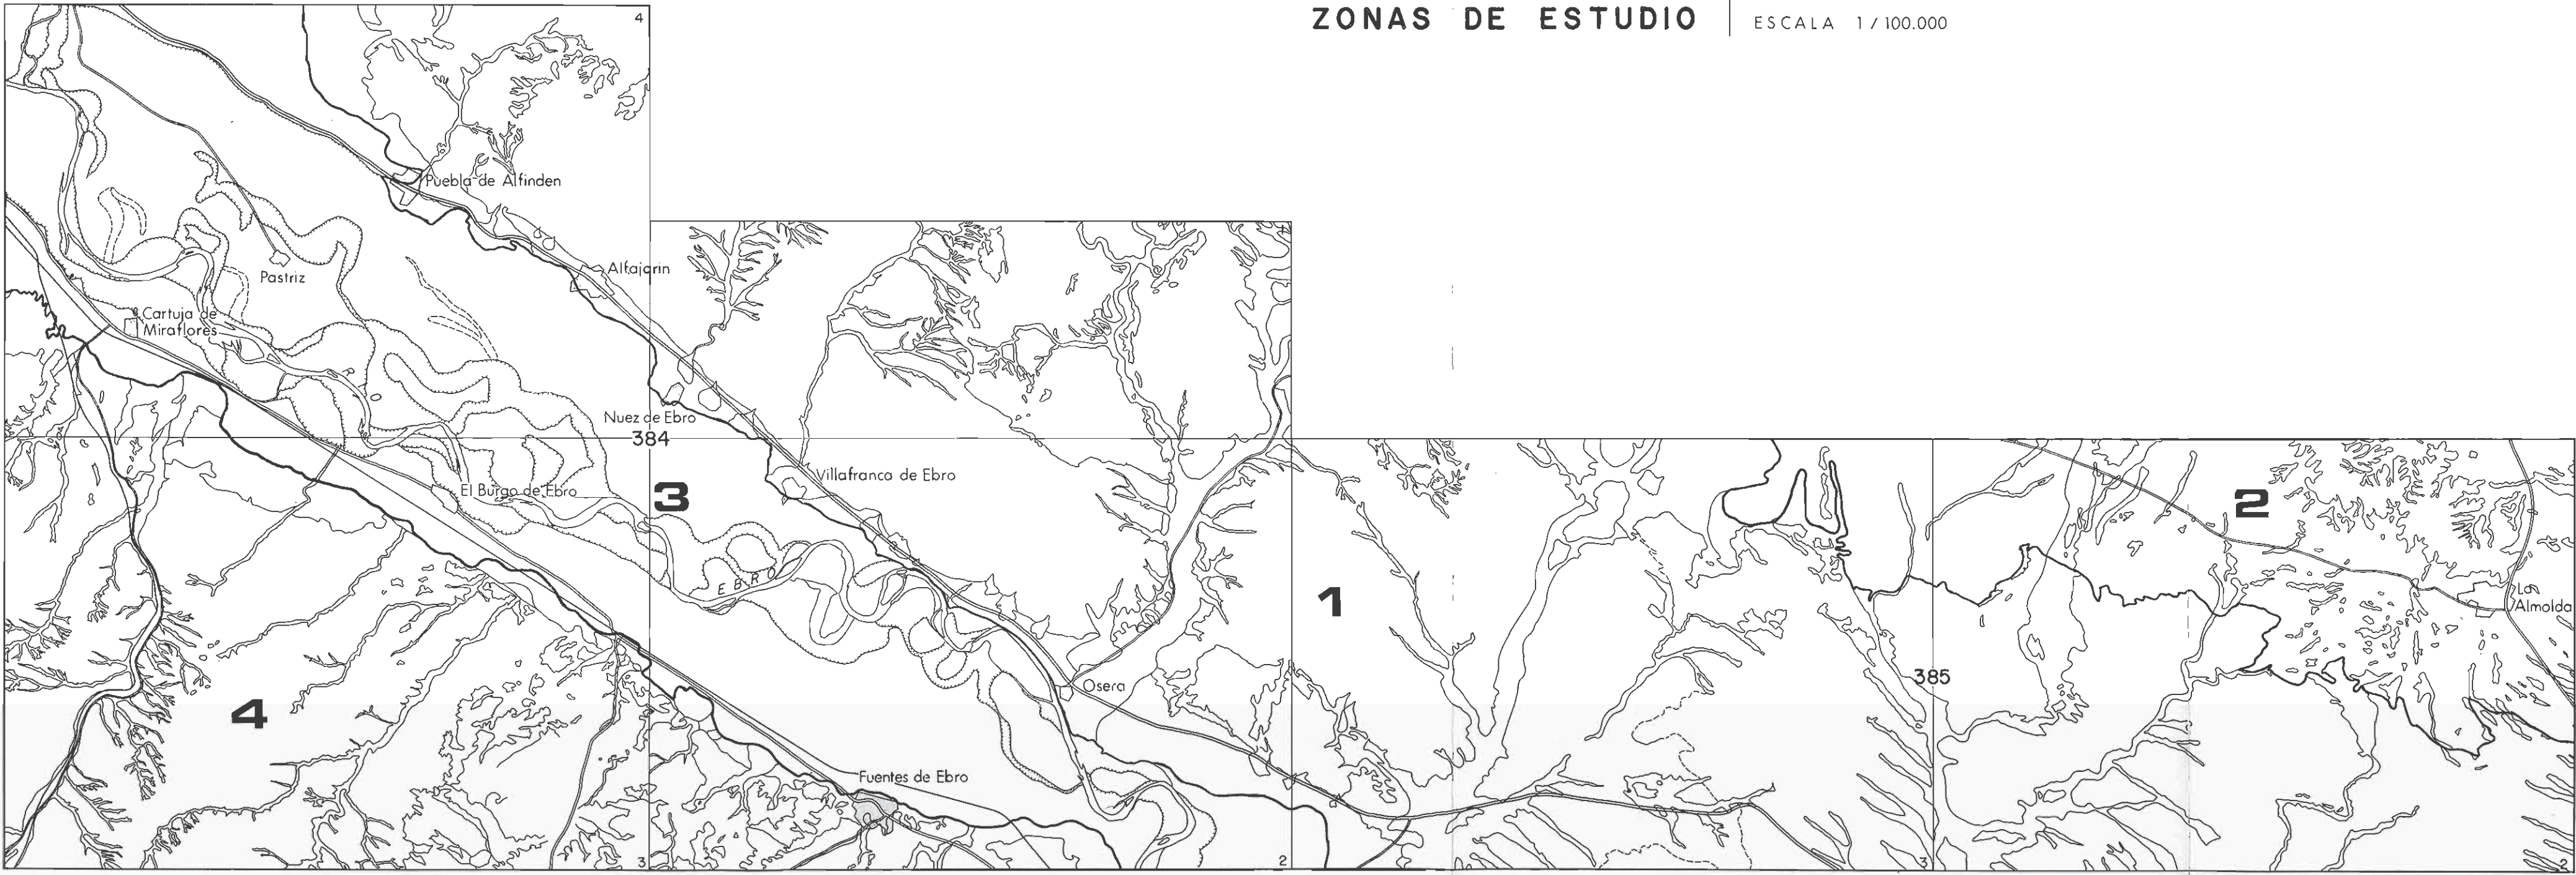 ZONAS DE ESTUDIO
ESCALA 1/100.000
4
Puebla de Alfinden
Alfajarin
Pastriz
Cartuja de
Miraflores
Nuez de Ebro
384
Villafranca de Ebro
El Burgo de Ebro
3
2
EBRO
1
La
Almolda
385
Osera
4
Fuentes de Ebro
3
2
3
2